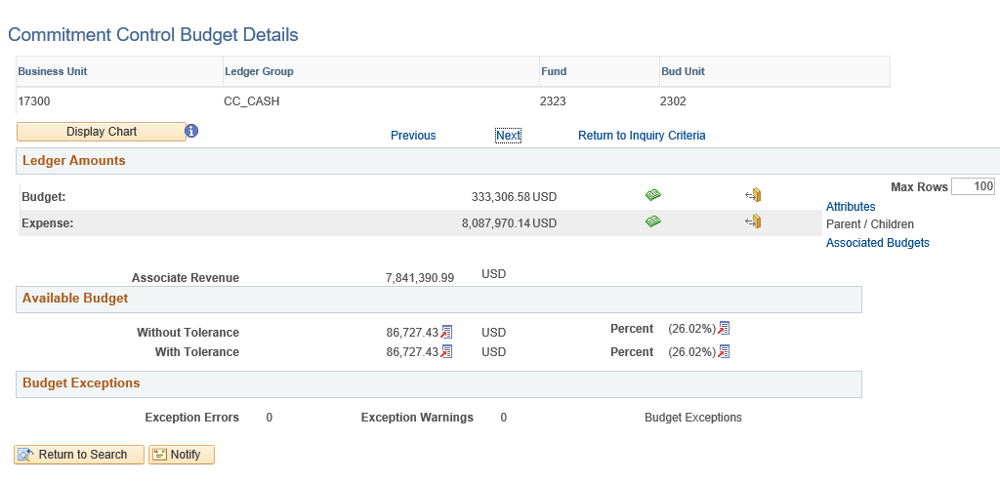 Commitment Control Budget Details
Business Unit Ledger Group Fund Bud Unit
17300 CC_CASH 2323 2302
Display Chart Previous Next Return to Inquiry Criteria
Ledger Amounts
Max Rows 100
Budget: 333,306.58 USD
Attributes
Expense: 8,087,970.14 USD Parent / Children
Associated Budgets
Associate Revenue 7,841,390.99 USD
Available Budget
Without Tolerance 86,727.43 USD Percent (26.02%)
With Tolerance 86,727.43 USD Percent (26.02%)
Budget Exceptions
Exception Errors 0 Exception Warnings 0 Budget Exceptions
Return to Search Notify